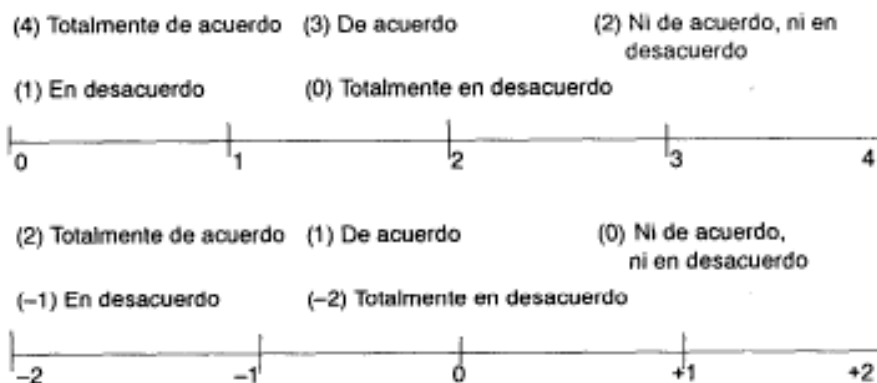 (4) Totalmente de acuerdo (3) De acuerdo (2) Ni de acuerdo, ni en
desacuerdo
(1) En desacuerdo (0) Totalmente en desacuerdo
0 1 2 3 4
(2) Totalmente de acuerdo (1) De acuerdo (0) Ni de acuerdo,
ni en desacuerdo
(−1) En desacuerdo (−2) Totalmente en desacuerdo
−2 −1 0 +1 +2